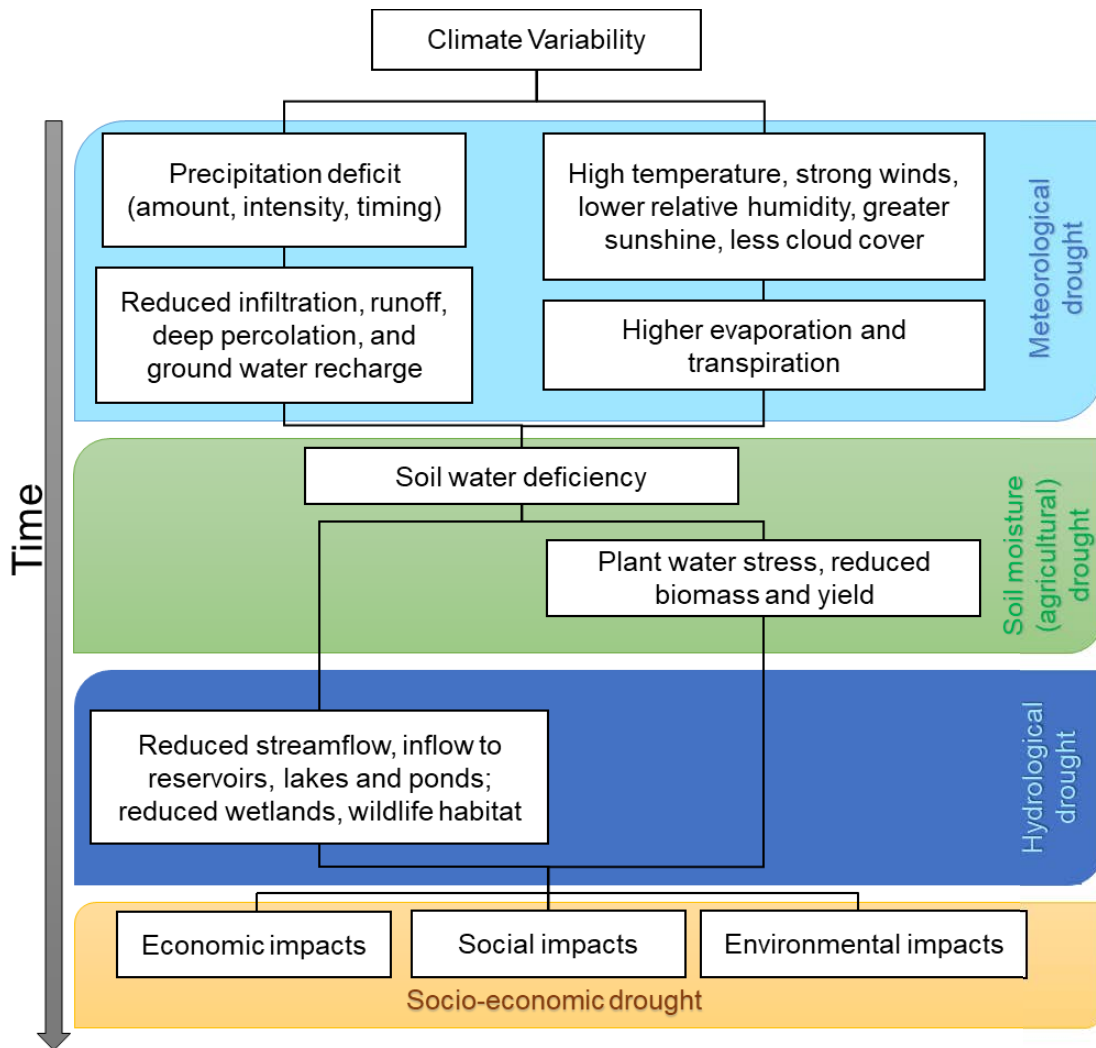 Climate Variability
Time
Precipitation deficit
(amount, intensity, timing)
High temperature, strong winds,
lower relative humidity, greater
sunshine, less cloud cover
Meteorological
drought
Reduced infiltration, runoff,
deep percolation, and
ground water recharge
Higher evaporation and
transpiration
Soil water deficiency
Plant water stress, reduced
biomass and yield
Soil moisture
(agricultural)
drought
Reduced streamflow, inflow to
reservoirs, lakes and ponds;
reduced wetlands, wildlife habitat
Hydrological
drought
Economic impacts
Social impacts
Environmental impacts
Socio-economic drought